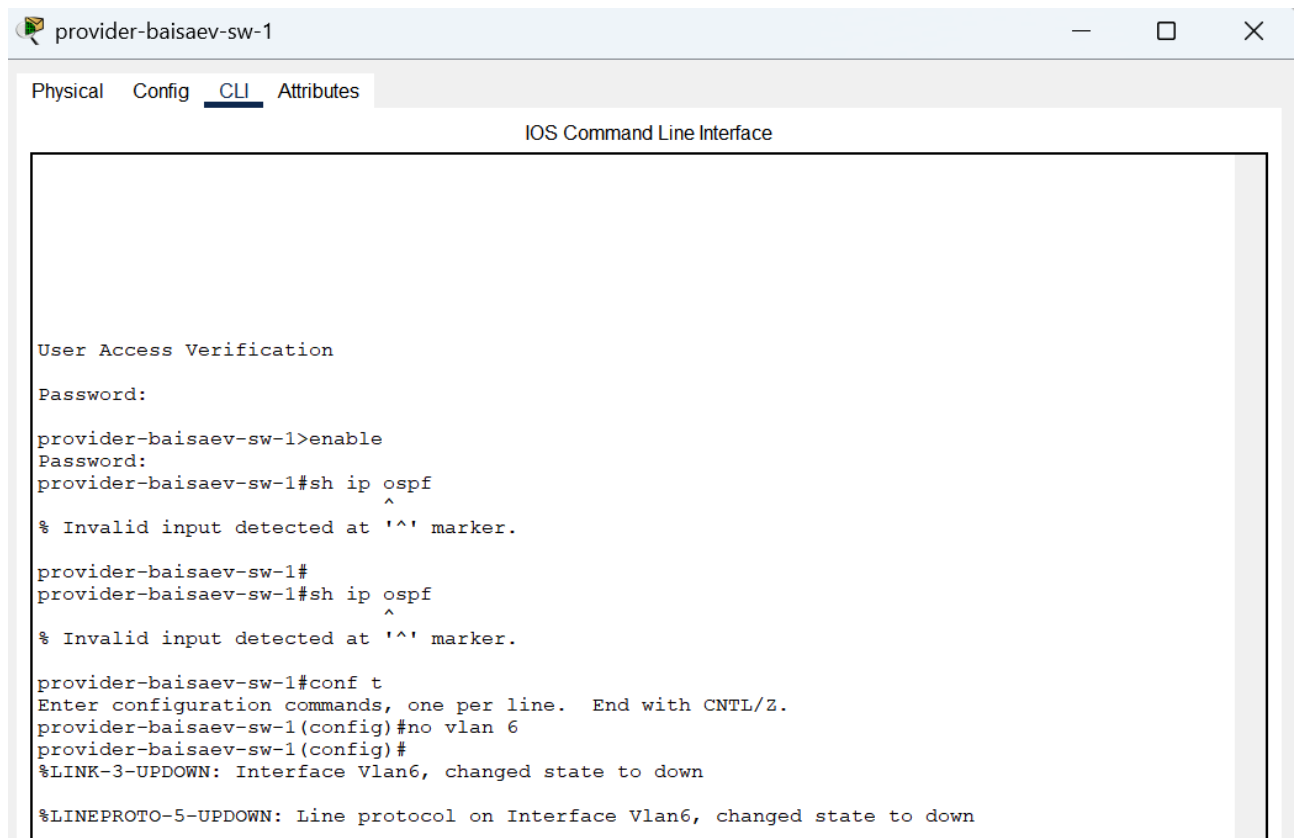 provider-baisaev-sw-1
Physical Config CLI Attributes
IOS Command Line Interface
User Access Verification
Password:
provider-baisaev-sw-1>enable
Password:
provider-baisaev-sw-1#sh ip ospf
^
% Invalid input detected at '^' marker.
provider-baisaev-sw-1#
provider-baisaev-sw-1#sh ip ospf
^
% Invalid input detected at '^' marker.
provider-baisaev-sw-1#conf t
Enter configuration commands, one per line.  End with CNTL/Z.
provider-baisaev-sw-1(config)#no vlan 6
provider-baisaev-sw-1(config)#
%LINK-3-UPDOWN: Interface Vlan6, changed state to down
%LINEPROTO-5-UPDOWN: Line protocol on Interface Vlan6, changed state to down